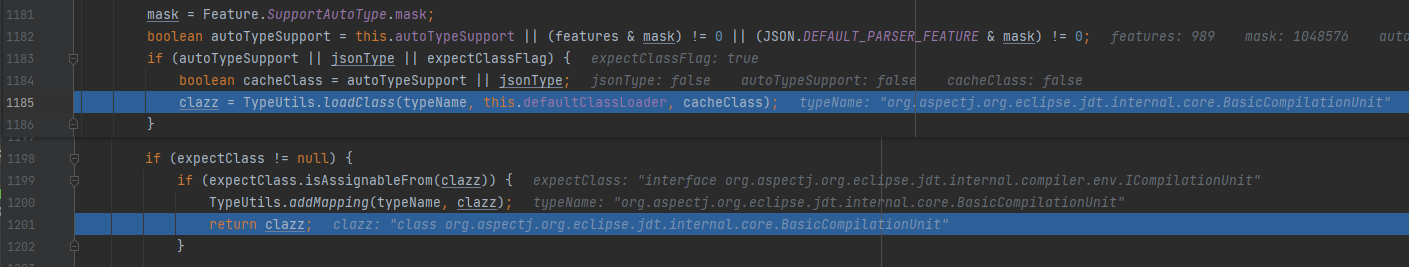 1181 mask = Feature.SupportAutoType.mask;
1182 boolean autoTypeSupport = this.autoTypeSupport || (features & mask) != 0 || (JSON.DEFAULT_PARSER_FEATURE & mask) != 0; features: 989 mask: 1048576 auto
1183 if (autoTypeSupport || jsonType || expectClassFlag) { expectClassFlag: true
1184 boolean cacheClass = autoTypeSupport || jsonType; jsonType: false autoTypeSupport: false cacheClass: false
1185 clazz = TypeUtils.loadClass(typeName, this.defaultClassLoader, cacheClass); typeName: "org.aspectj.org.eclipse.jdt.internal.core.BasicCompilationUnit"
1186 }
1198 if (expectClass != null) {
1199 if (expectClass.isAssignableFrom(clazz)) { expectClass: "interface org.aspectj.org.eclipse.jdt.internal.compiler.env.ICompilationUnit"
1200 TypeUtils.addMapping(typeName, clazz); typeName: "org.aspectj.org.eclipse.jdt.internal.core.BasicCompilationUnit"
1201 return clazz; clazz: "class org.aspectj.org.eclipse.jdt.internal.core.BasicCompilationUnit"
1202 }